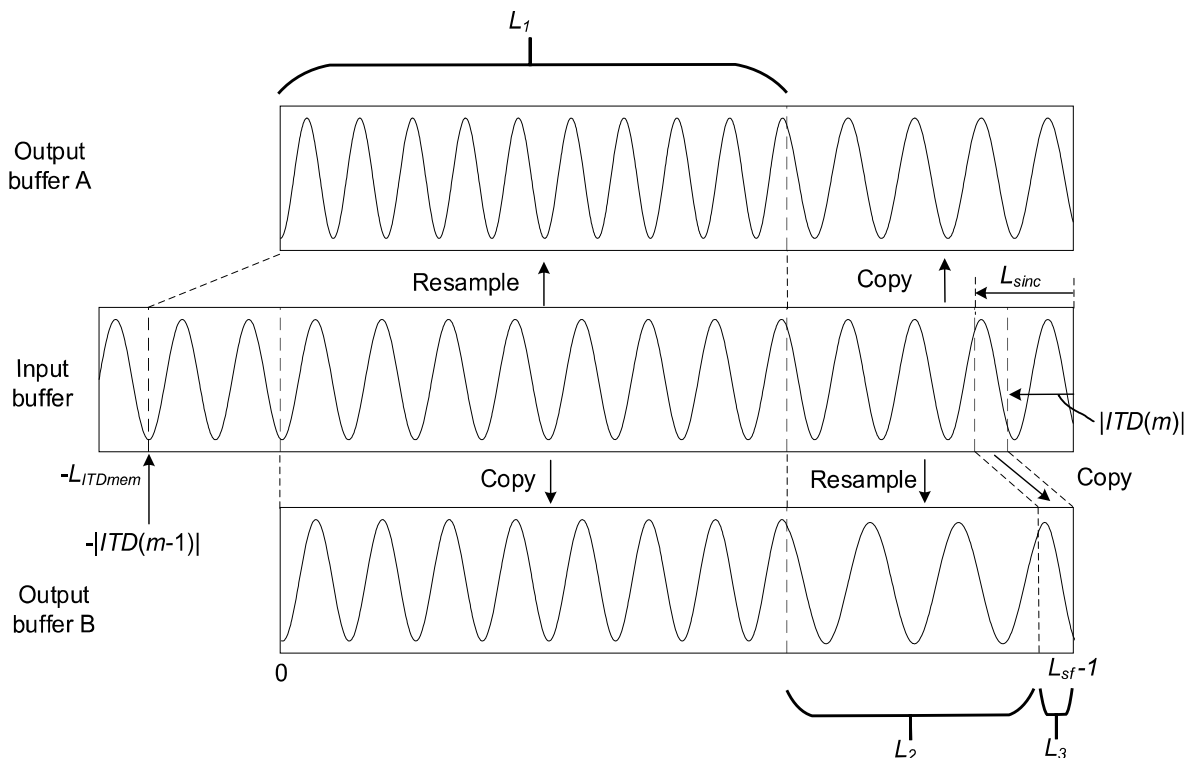 L1
Output
buffer A
Resample
Copy
Lsinc
Input
buffer
|ITD(m)|
-LITDmem
Copy
Resample
Copy
-|ITD(m-1)|
Output
buffer B
0
Lsf-1
L2
L3